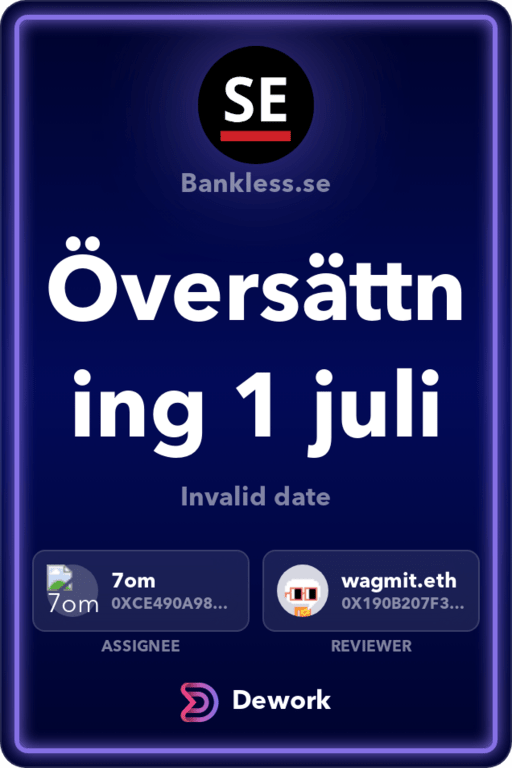 SE
Bankless.se
Översättn
ing 1 juli
Invalid date
7om
7om
0XCE490A98...
wagmit.eth
0X190B207F3...
ASSIGNEE
REVIEWER
Dework